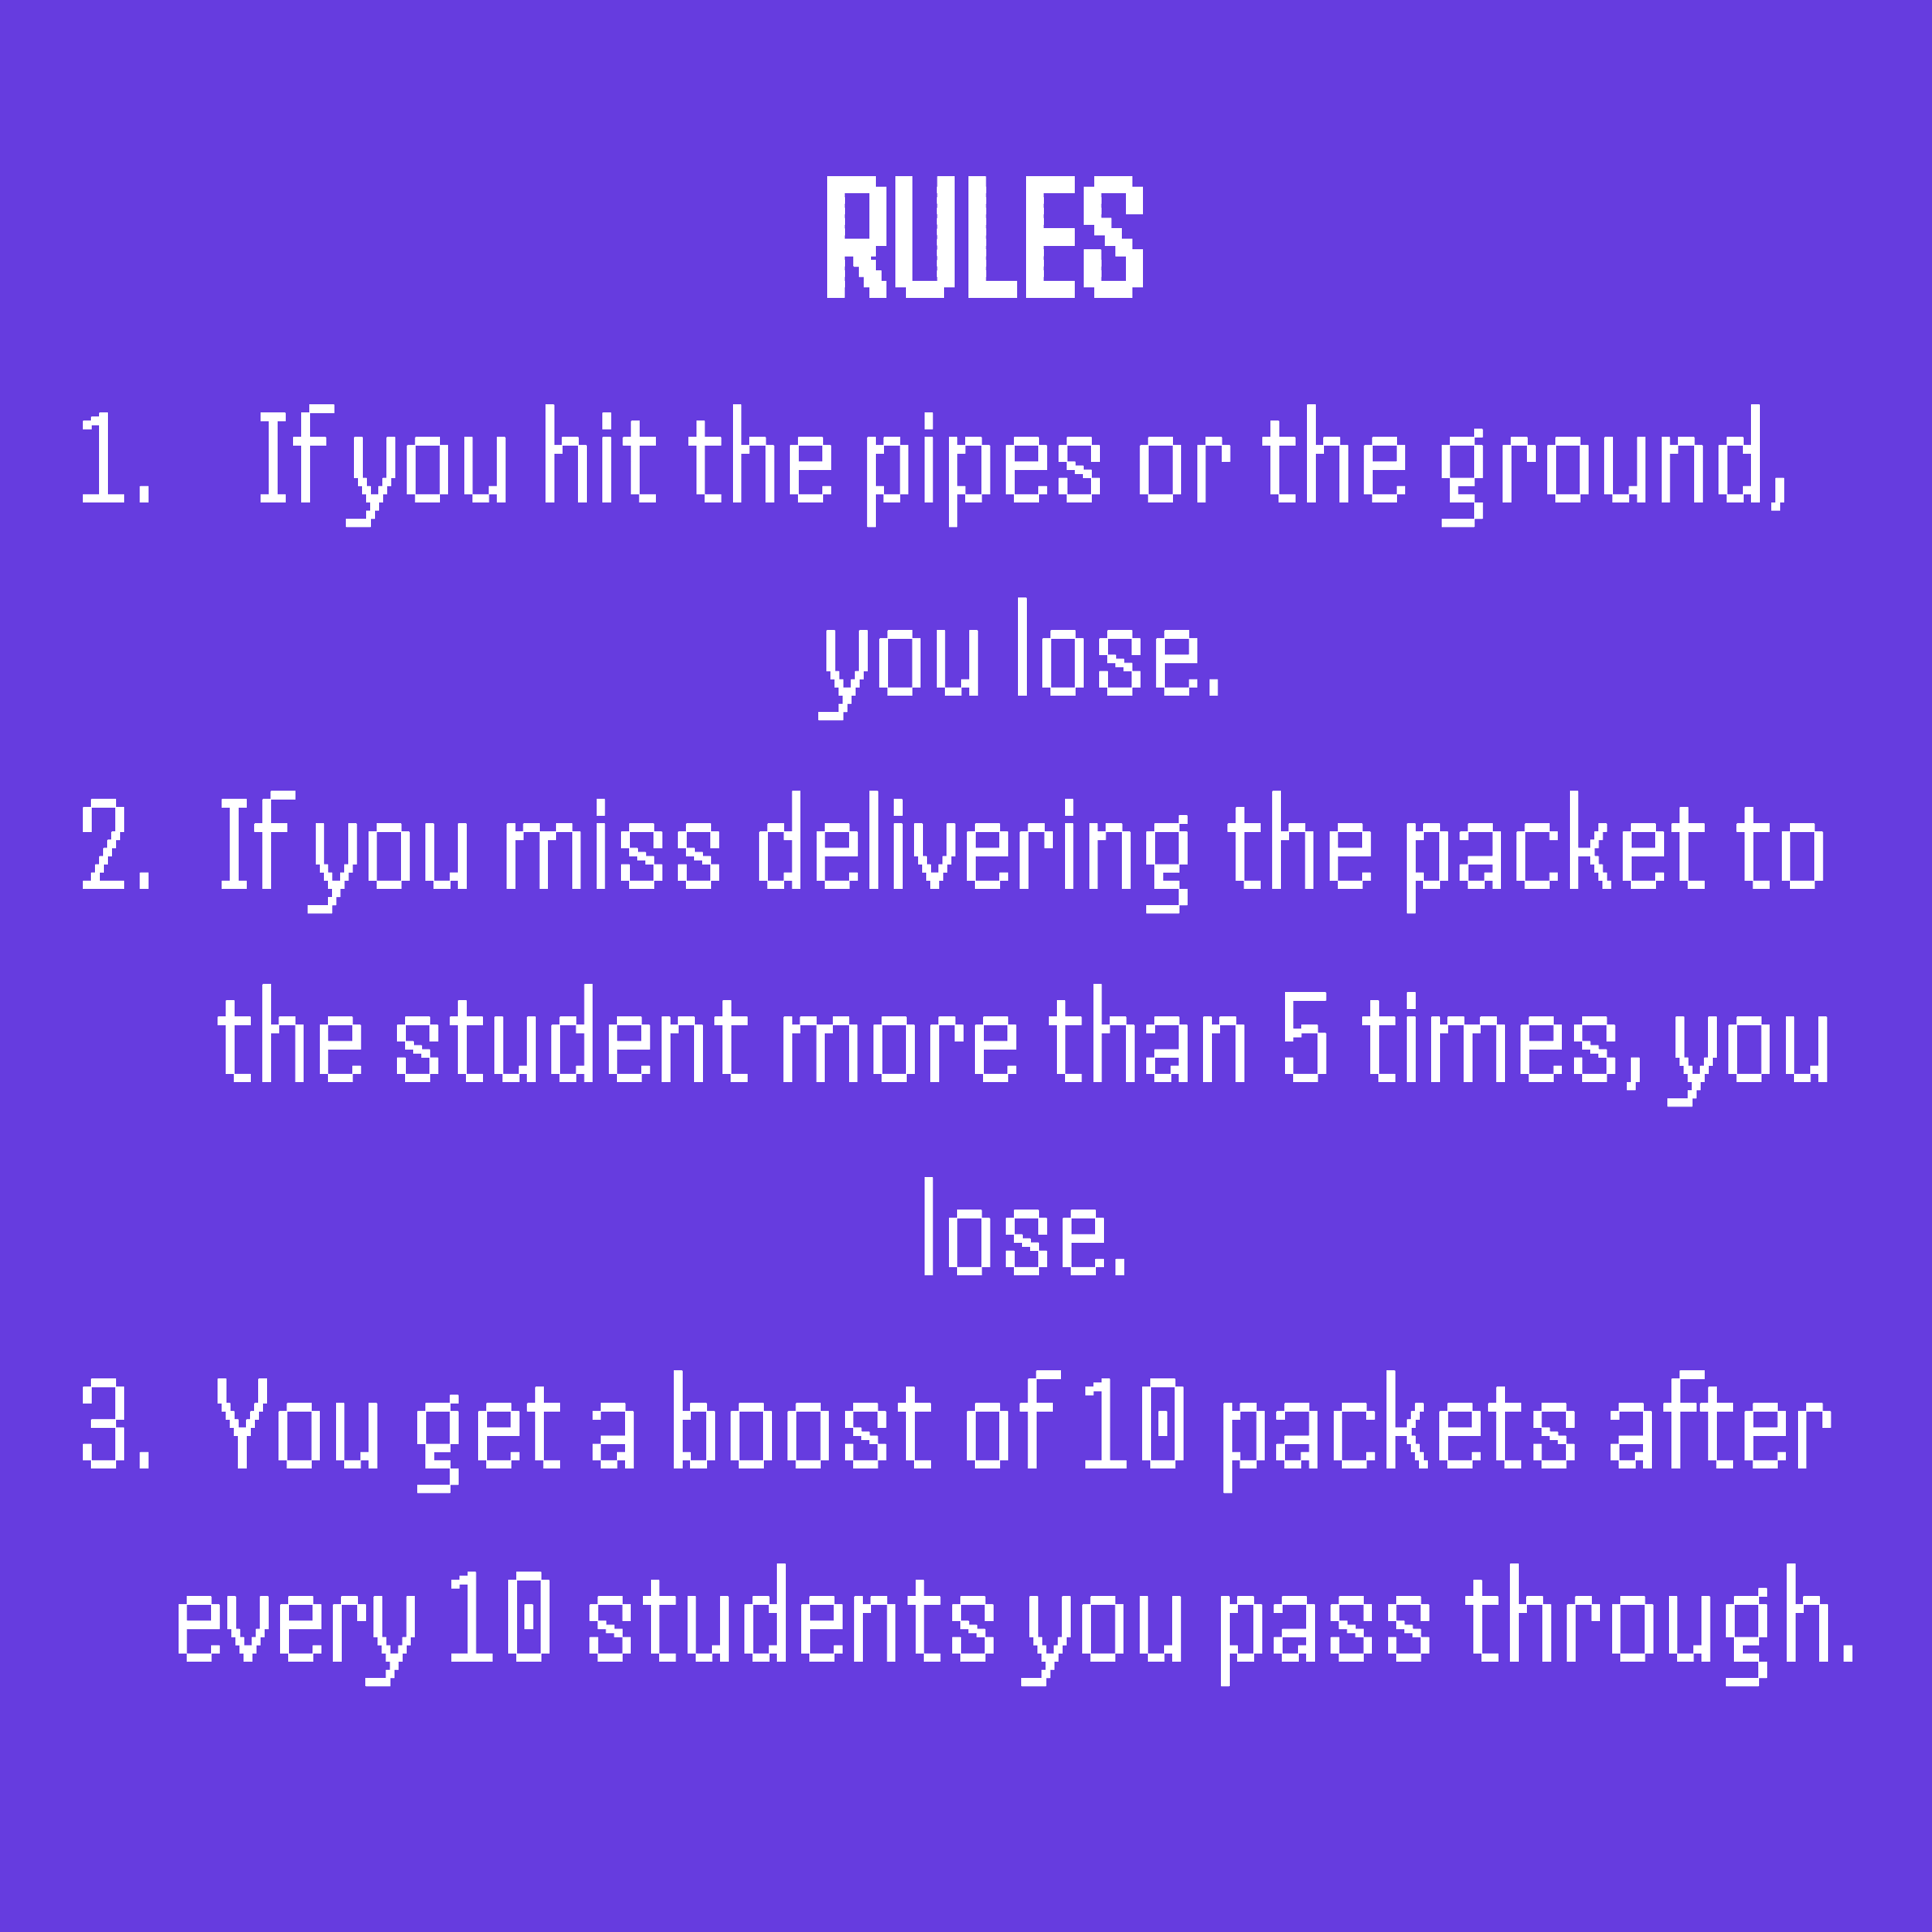 RULES
1. If you hit the pipes or the ground,
you lose.
2. If you miss delivering the packet to
the student more than 5 times, you
lose.
3. You get a boost of 10 packets after
every 10 students you pass through.